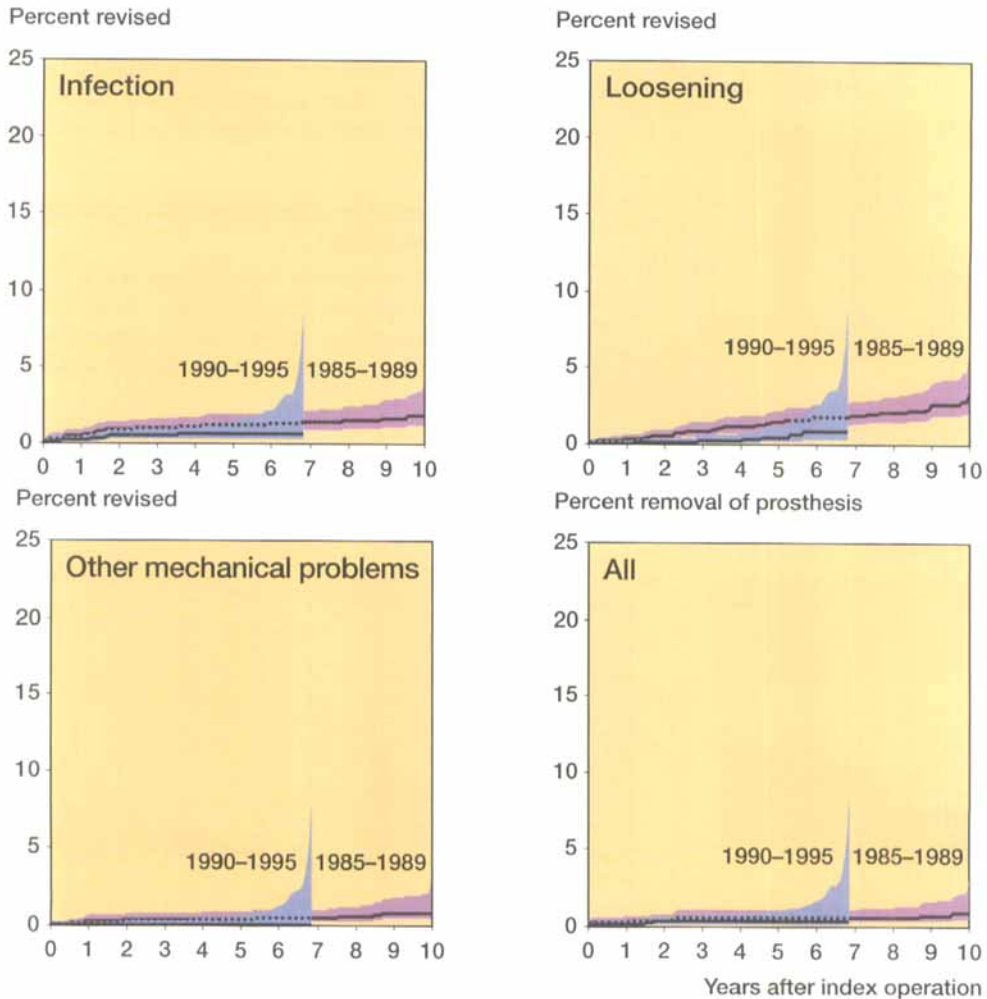 Percent revised
25
20
15
10
5
0
Infection
1990–1995 1985–1989
0 1 2 3 4 5 6 7 8 9 10
Percent revised
25
20
15
10
5
0
Loosening
1990–1995 1985–1989
0 1 2 3 4 5 6 7 8 9 10
Percent revised
25
20
15
10
5
0
Other mechanical problems
1990–1995 1985–1989
0 1 2 3 4 5 6 7 8 9 10
Percent removal of prosthesis
25
20
15
10
5
0
All
1990–1995 1985–1989
0 1 2 3 4 5 6 7 8 9 10
Years after index operation